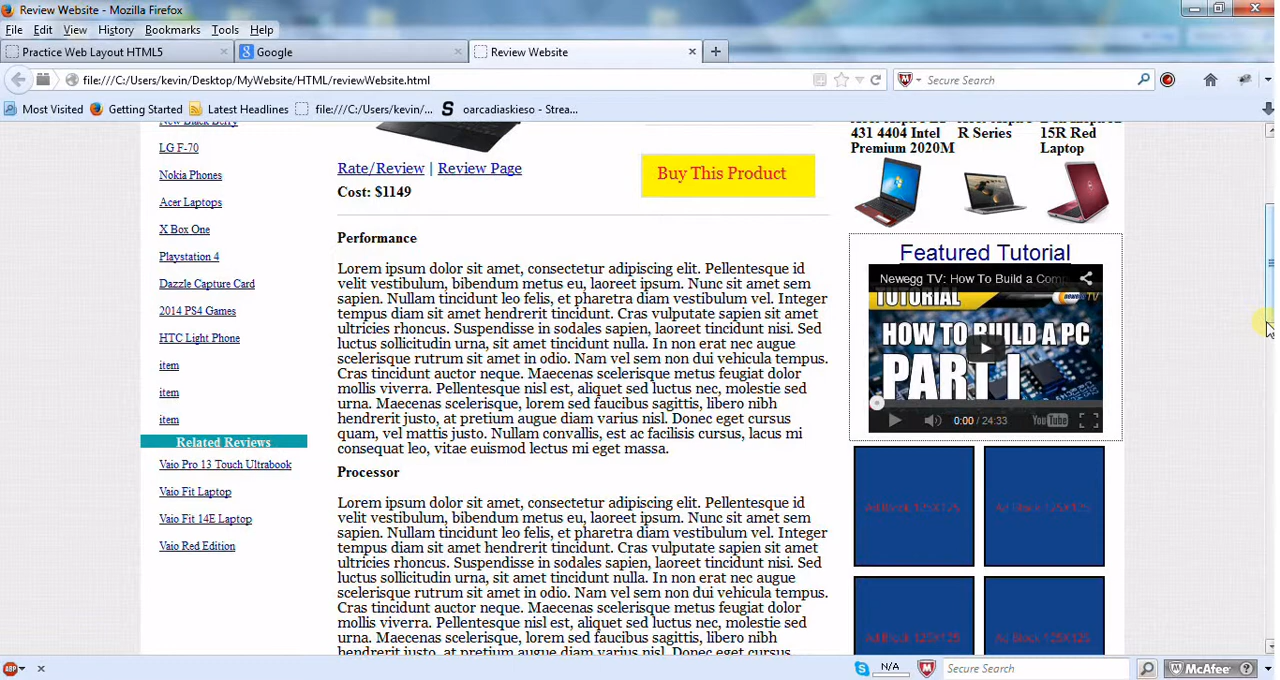 Review Website - Mozilla Firefox
File Edit View History Bookmarks Tools Help
Practice Web Layout HTML5
Google
Review Website
file:///C:/Users/kevin/Desktop/MyWebsite/HTML/reviewWebsite.html
Secure Search
Most Visited
Getting Started
Latest Headlines
file:///C:/Users/kevin/...
oarcadiaskieso - Strea...
New Black Berry
LG F-70
Nokia Phones
Acer Laptops
X Box One
Playstation 4
Dazzle Capture Card
2014 PS4 Games
HTC Light Phone
item
item
item
Related Reviews
Vaio Pro 13 Touch Ultrabook
Vaio Fit Laptop
Vaio Fit 14E Laptop
Vaio Red Edition
Rate/Review | Review Page
Cost: $1149
Buy This Product
Performance
Lorem ipsum dolor sit amet, consectetur adipiscing elit. Pellentesque id
velit vestibulum, bibendum metus eu, laoreet ipsum. Nunc sit amet sem
sapien. Nullam tincidunt leo felis, et pharetra diam vestibulum vel. Integer
tempus diam sit amet hendrerit tincidunt. Cras vulputate sapien sit amet
ultricies rhoncus. Suspendisse in sodales sapien, laoreet tincidunt nisi. Sed
luctus sollicitudin urna, sit amet tincidunt nulla. In non erat nec augue
scelerisque rutrum sit amet in odio. Nam vel sem non dui vehicula tempus.
Cras tincidunt auctor neque. Maecenas scelerisque metus feugiat dolor
mollis viverra. Pellentesque nisl est, aliquet sed luctus nec, molestie sed
urna. Maecenas scelerisque, lorem sed faucibus sagittis, libero nibh
hendrerit justo, at pretium augue diam varius nisl. Donec eget cursus
quam, vel mattis justo. Nullam convallis, est ac facilisis cursus, lacus mi
consequat leo, vitae euismod lectus mi eget massa.
Processor
Lorem ipsum dolor sit amet, consectetur adipiscing elit. Pellentesque id
velit vestibulum, bibendum metus eu, laoreet ipsum. Nunc sit amet sem
sapien. Nullam tincidunt leo felis, et pharetra diam vestibulum vel. Integer
tempus diam sit amet hendrerit tincidunt. Cras vulputate sapien sit amet
ultricies rhoncus. Suspendisse in sodales sapien, laoreet tincidunt nisi. Sed
luctus sollicitudin urna, sit amet tincidunt nulla. In non erat nec augue
scelerisque rutrum sit amet in odio. Nam vel sem non dui vehicula tempus.
Cras tincidunt auctor neque. Maecenas scelerisque metus feugiat dolor
mollis viverra. Pellentesque nisl est, aliquet sed luctus nec, molestie sed
urna. Maecenas scelerisque, lorem sed faucibus sagittis, libero nibh
hendrerit justo, at pretium augue diam varius nisl. Donec eget cursus
431 4404 Intel
Premium 2020M
R Series
15R Red
Laptop
Featured Tutorial
Newegg TV: How To Build a Comp
TUTORIAL
newegg TV
HOW TO BUILD A PC
PART I
0:00 / 24:33
YouTube
Ad Block 125X125
Ad Block 125X125
Ad Block 125X125
Ad Block 125X125
ABP
N/A
Secure Search
McAfee